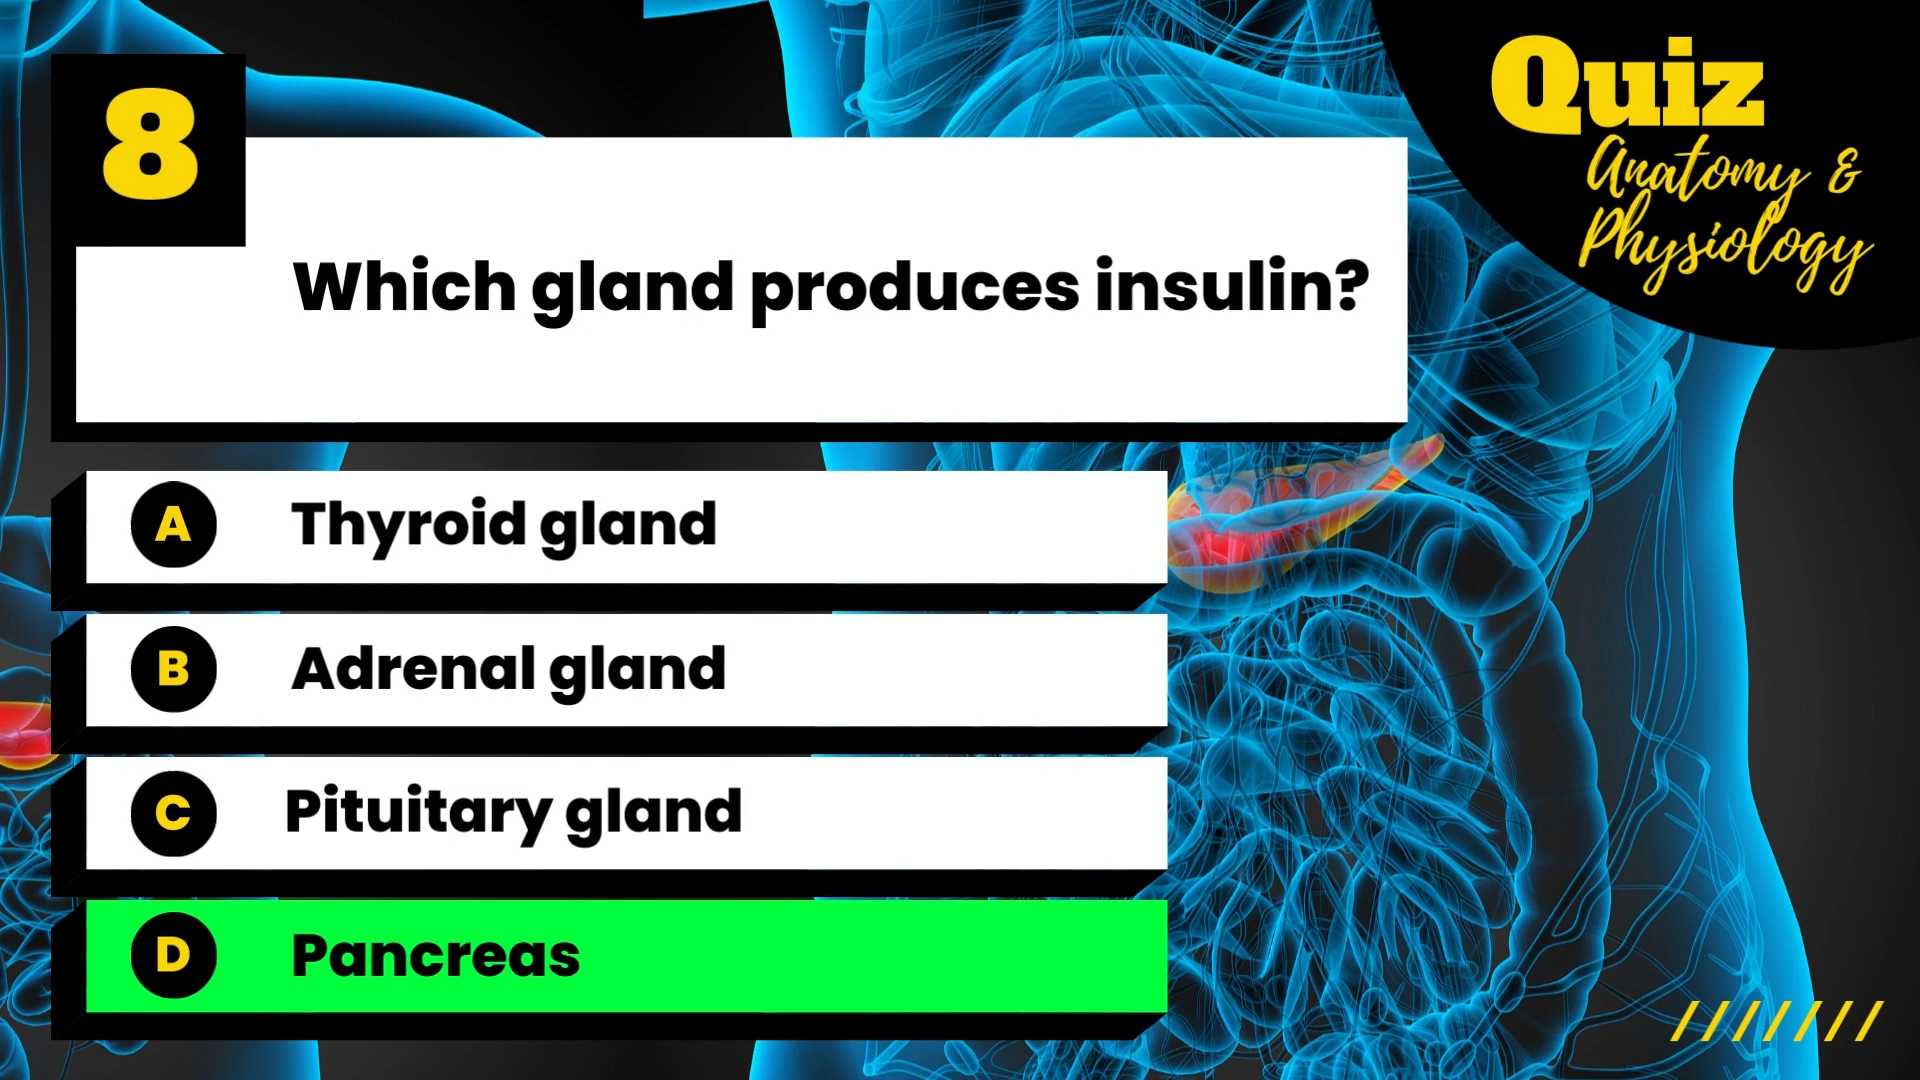 8
Quiz
Anatomy &
Physiology
Which gland produces insulin?
A Thyroid gland
B Adrenal gland
C Pituitary gland
D Pancreas